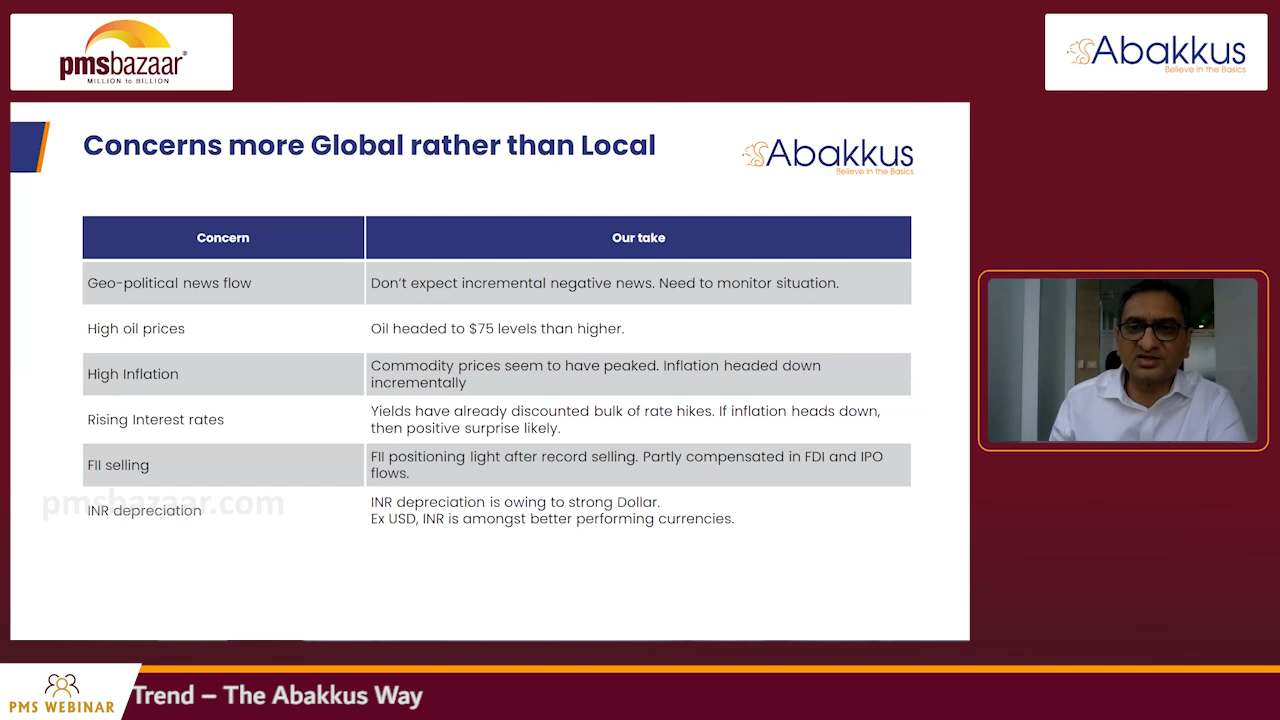 pmsbazaar®
MILLION to BILLION
Abakkus
Believe in the Basics
Concerns more Global rather than Local
Abakkus
Believe in the Basics
Concern
Our take
Geo-political news flow
Don’t expect incremental negative news. Need to monitor situation.
High oil prices
Oil headed to $75 levels than higher.
High Inflation
Commodity prices seem to have peaked. Inflation headed down
incrementally
Rising Interest rates
Yields have already discounted bulk of rate hikes. If inflation heads down,
then positive surprise likely.
FII selling
FII positioning light after record selling. Partly compensated in FDI and IPO
flows.
pmsbazaar.com
INR depreciation
INR depreciation is owing to strong Dollar.
Ex USD, INR is amongst better performing currencies.
PMS WEBINAR
Trend – The Abakkus Way